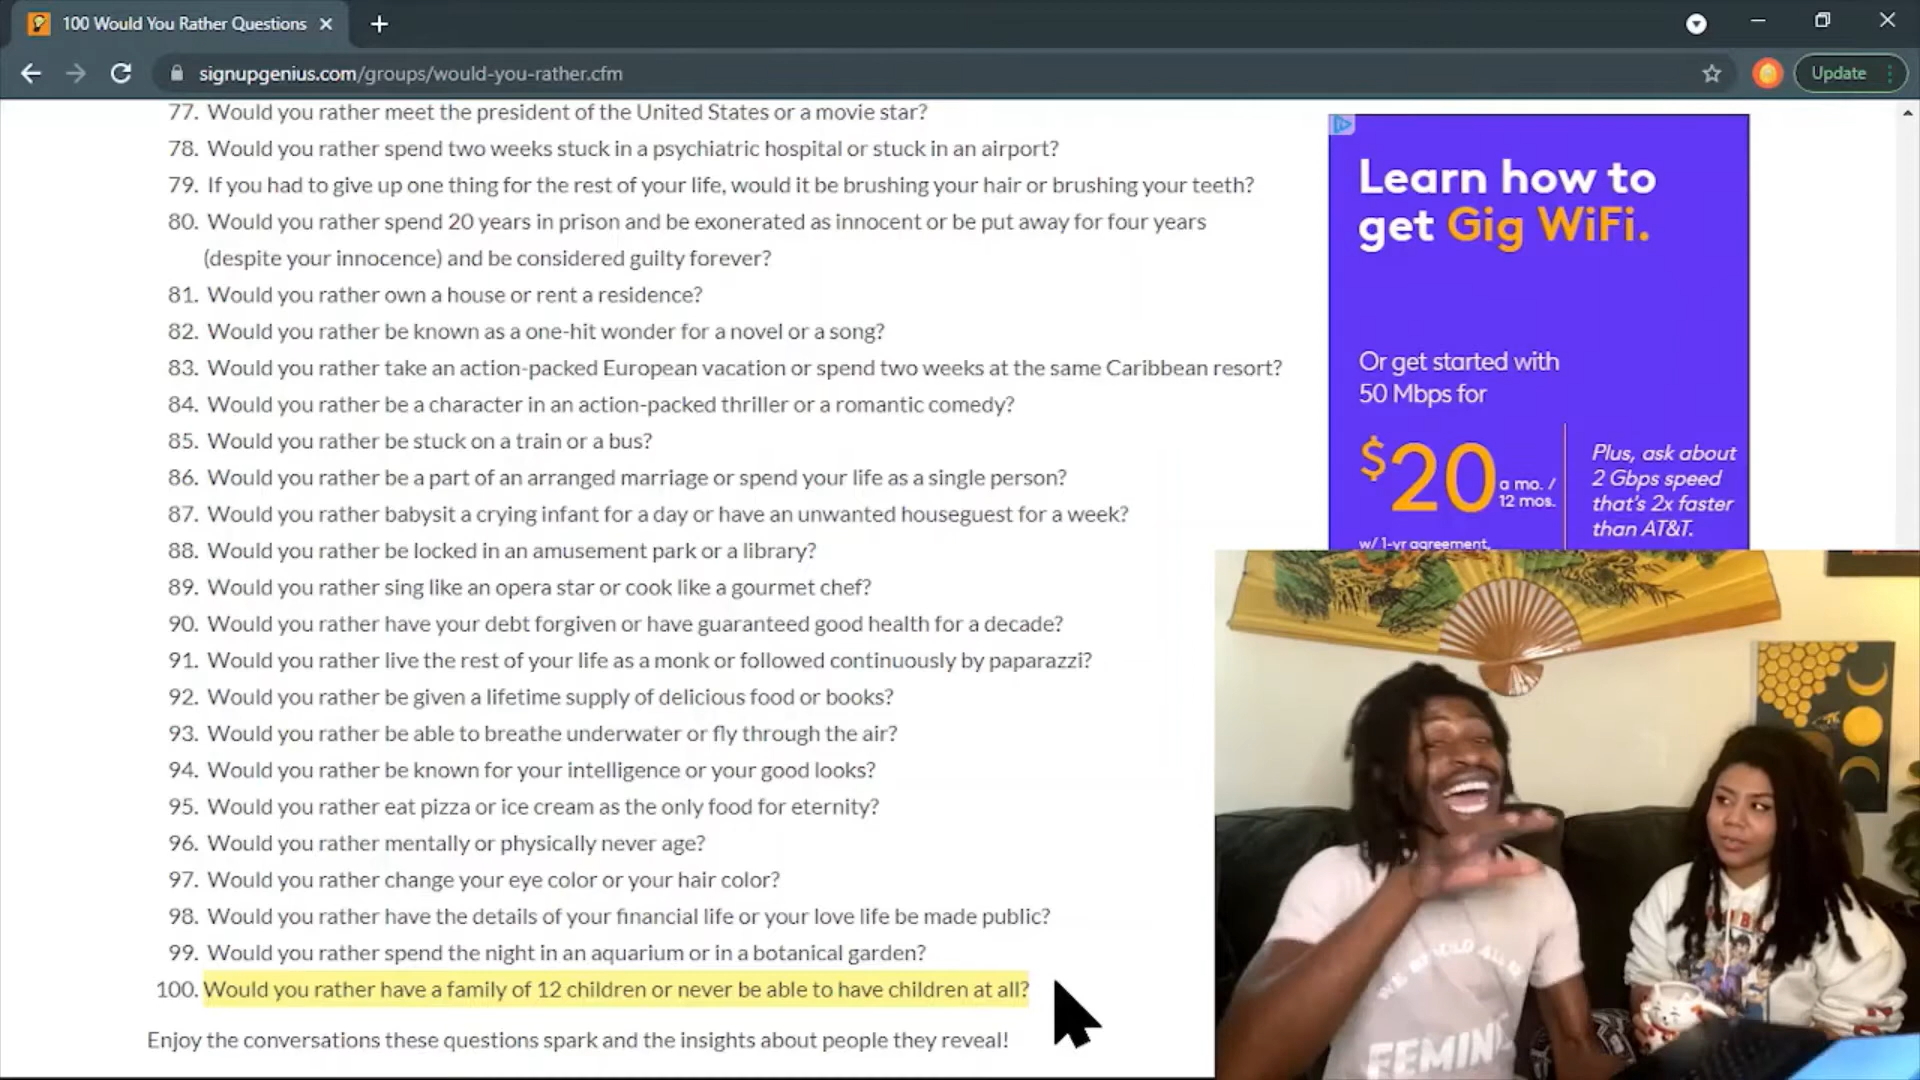 100 Would You Rather Questions
signupgenius.com/groups/would-you-rather.cfm
Update
77. Would you rather meet the president of the United States or a movie star?
78. Would you rather spend two weeks stuck in a psychiatric hospital or stuck in an airport?
79. If you had to give up one thing for the rest of your life, would it be brushing your hair or brushing your teeth?
80. Would you rather spend 20 years in prison and be exonerated as innocent or be put away for four years
(despite your innocence) and be considered guilty forever?
81. Would you rather own a house or rent a residence?
82. Would you rather be known as a one-hit wonder for a novel or a song?
83. Would you rather take an action-packed European vacation or spend two weeks at the same Caribbean resort?
84. Would you rather be a character in an action-packed thriller or a romantic comedy?
85. Would you rather be stuck on a train or a bus?
86. Would you rather be a part of an arranged marriage or spend your life as a single person?
87. Would you rather babysit a crying infant for a day or have an unwanted houseguest for a week?
88. Would you rather be locked in an amusement park or a library?
89. Would you rather sing like an opera star or cook like a gourmet chef?
90. Would you rather have your debt forgiven or have guaranteed good health for a decade?
91. Would you rather live the rest of your life as a monk or followed continuously by paparazzi?
92. Would you rather be given a lifetime supply of delicious food or books?
93. Would you rather be able to breathe underwater or fly through the air?
94. Would you rather be known for your intelligence or your good looks?
95. Would you rather eat pizza or ice cream as the only food for eternity?
96. Would you rather mentally or physically never age?
97. Would you rather change your eye color or your hair color?
98. Would you rather have the details of your financial life or your love life be made public?
99. Would you rather spend the night in an aquarium or in a botanical garden?
100. Would you rather have a family of 12 children or never be able to have children at all?
Enjoy the conversations these questions spark and the insights about people they reveal!
Learn how to
get Gig WiFi.
Or get started with
50 Mbps for
$20 a mo. /
12 mos.
Plus, ask about
2 Gbps speed
that's 2x faster
than AT&T.
w/ 1-yr agreement,
ALL BE
FEMIN